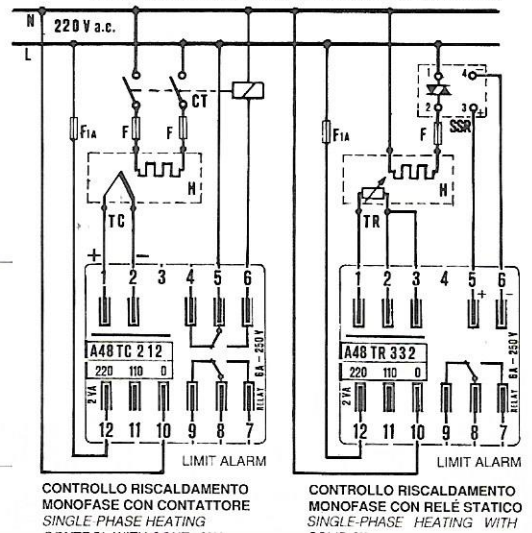 N 220 V a.c.
L
CT
1 4 -
2 3 +
SSR
F1A F F
F1A F
H
H
TC
TR
+ -
1 2 3 4 5 6
1 2 3 4 5 6
+ -
A48 TC 212
220 110 0
2 VA
RELAY 6A - 250 V
12 11 10 9 8 7
A48 TR 332
220 110 0
2 VA
RELAY 6A - 250 V
12 11 10 9 8 7
LIMIT ALARM
LIMIT ALARM
CONTROLLO RISCALDAMENTO
MONOFASE CON CONTATTORE
SINGLE-PHASE HEATING
CONTROLLO RISCALDAMENTO
MONOFASE CON RELÉ STATICO
SINGLE-PHASE HEATING WITH